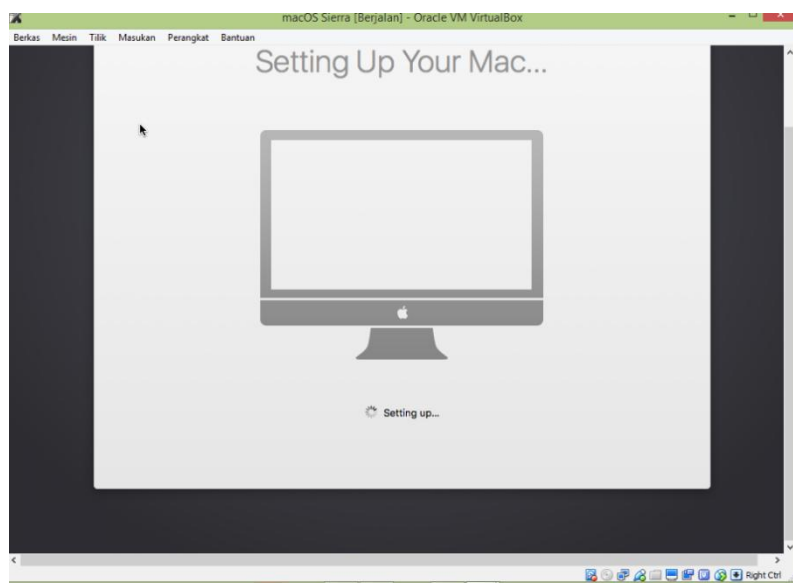 macOS Sierra [Berjalan] - Oracle VM VirtualBox
Berkas Mesin Tilik Masukan Perangkat Bantuan
Setting Up Your Mac...
Setting up...
Right Ctrl